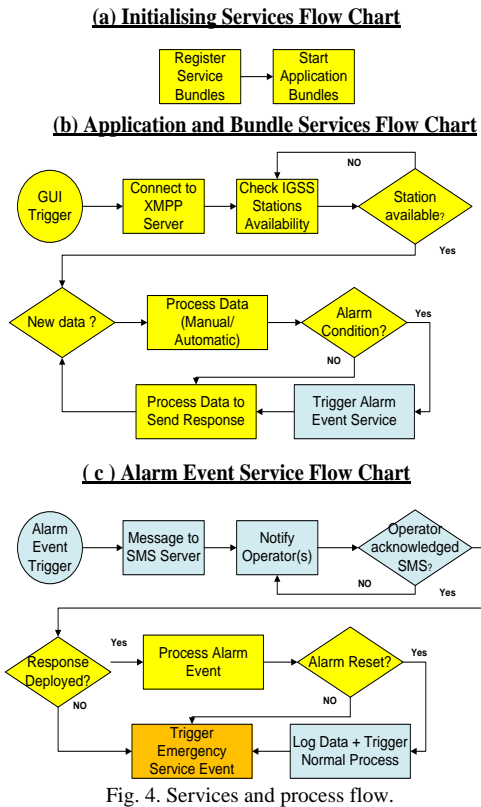 (a) Initialising Services Flow Chart
Register
Service
Bundles
Start
Application
Bundles
(b) Application and Bundle Services Flow Chart
NO
GUI
Trigger
Connect to
XMPP
Server
Check IGSS
Stations
Availability
Station
available?
Yes
New data ?
Process Data
(Manual/
Automatic)
Alarm
Condition?
Yes
NO
Process Data to
Send Response
Trigger Alarm
Event Service
( c ) Alarm Event Service Flow Chart
Alarm
Event
Trigger
Message to
SMS Server
Notify
Operator(s)
Operator
acknowledged
SMS?
NO
Yes
Response
Deployed?
Yes
Process Alarm
Event
Alarm Reset?
Yes
NO
NO
Trigger
Emergency
Service Event
Log Data + Trigger
Normal Process
Fig. 4. Services and process flow.